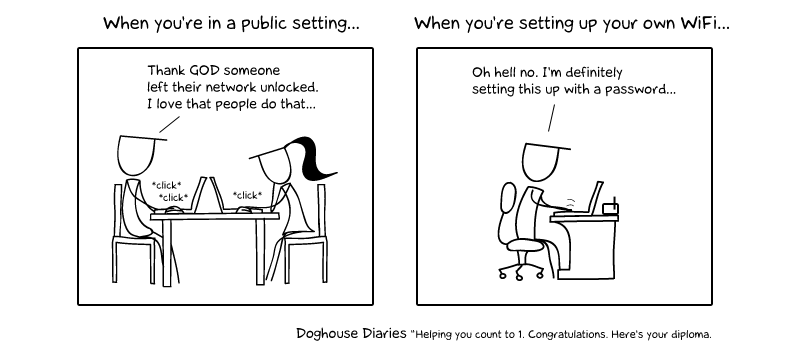 When you're in a public setting...
When you're setting up your own WiFi...
Thank GOD someone
left their network unlocked.
I love that people do that...
*click*
*click*
*click*
Oh hell no. I'm definitely
setting this up with a password...
Doghouse Diaries "Helping you count to 1. Congratulations. Here's your diploma.